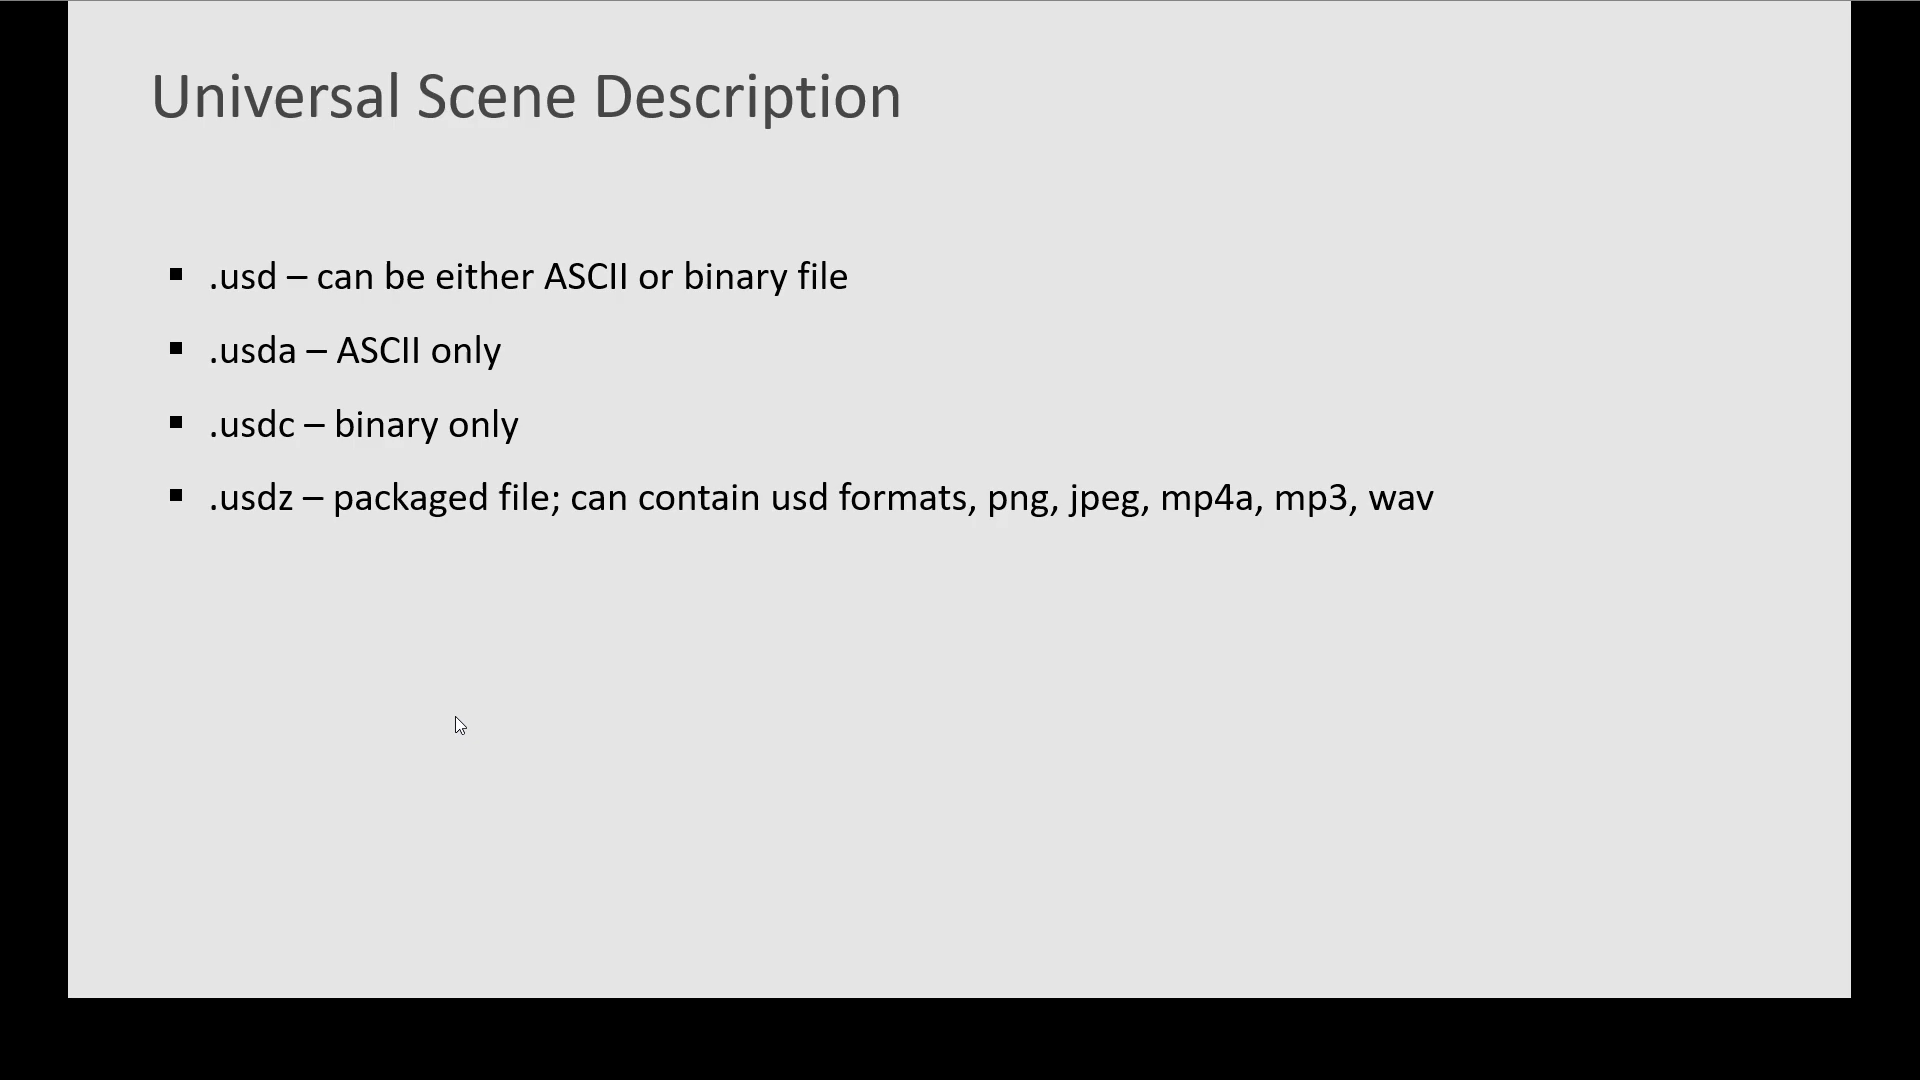 Universal Scene Description
▪ .usd – can be either ASCII or binary file
▪ .usda – ASCII only
▪ .usdc – binary only
▪ .usdz – packaged file; can contain usd formats, png, jpeg, mp4a, mp3, wav